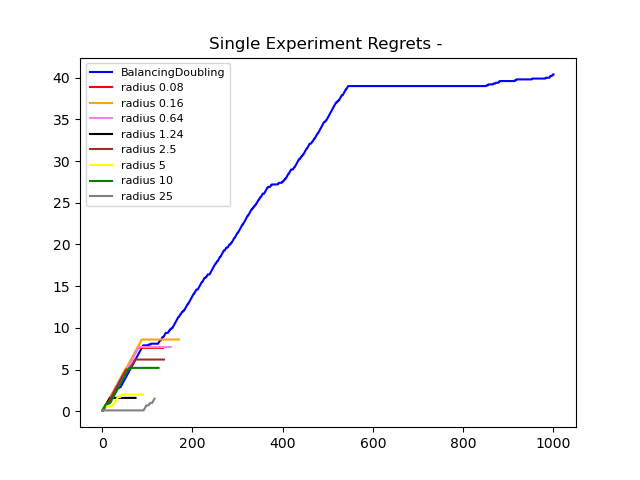 Single Experiment Regrets -
BalancingDoubling
radius 0.08
radius 0.16
radius 0.64
radius 1.24
radius 2.5
radius 5
radius 10
radius 25
40
35
30
25
20
15
10
5
0
0 200 400 600 800 1000